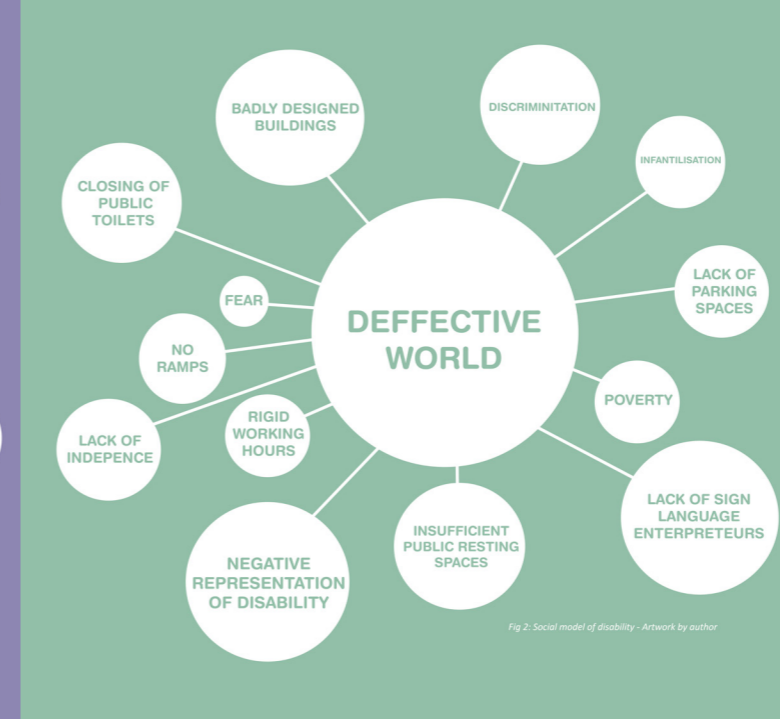 BADLY DESIGNED
BUILDINGS
DISCRIMINITATION
INFANTILISATION
CLOSING OF
PUBLIC
TOILETS
LACK OF
PARKING
SPACES
FEAR
DEFFECTIVE
WORLD
NO
RAMPS
POVERTY
RIGID
WORKING
HOURS
LACK OF
INDEPENCE
LACK OF SIGN
LANGUAGE
ENTERPRETEURS
INSUFFICIENT
PUBLIC RESTING
SPACES
NEGATIVE
REPRESENTATION
OF DISABILITY
Fig 2: Social model of disability - Artwork by author